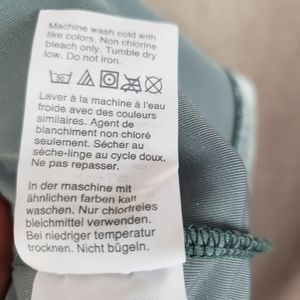 Machine wash cold with
like colors. Non chlorine
bleach only. Tumble dry
low. Do not iron.
30
Laver à la machine à l'eau
froide avec des couleurs
similaires. Agent de
blanchiment non chloré
seulement. Sécher au
sèche-linge au cycle doux.
Ne pas repasser.
In der maschine mit
ähnlichen farben kalt
waschen. Nur chlorfreies
bleichmittel verwenden.
Bei niedriger temperatur
trocknen. Nicht bügeln.